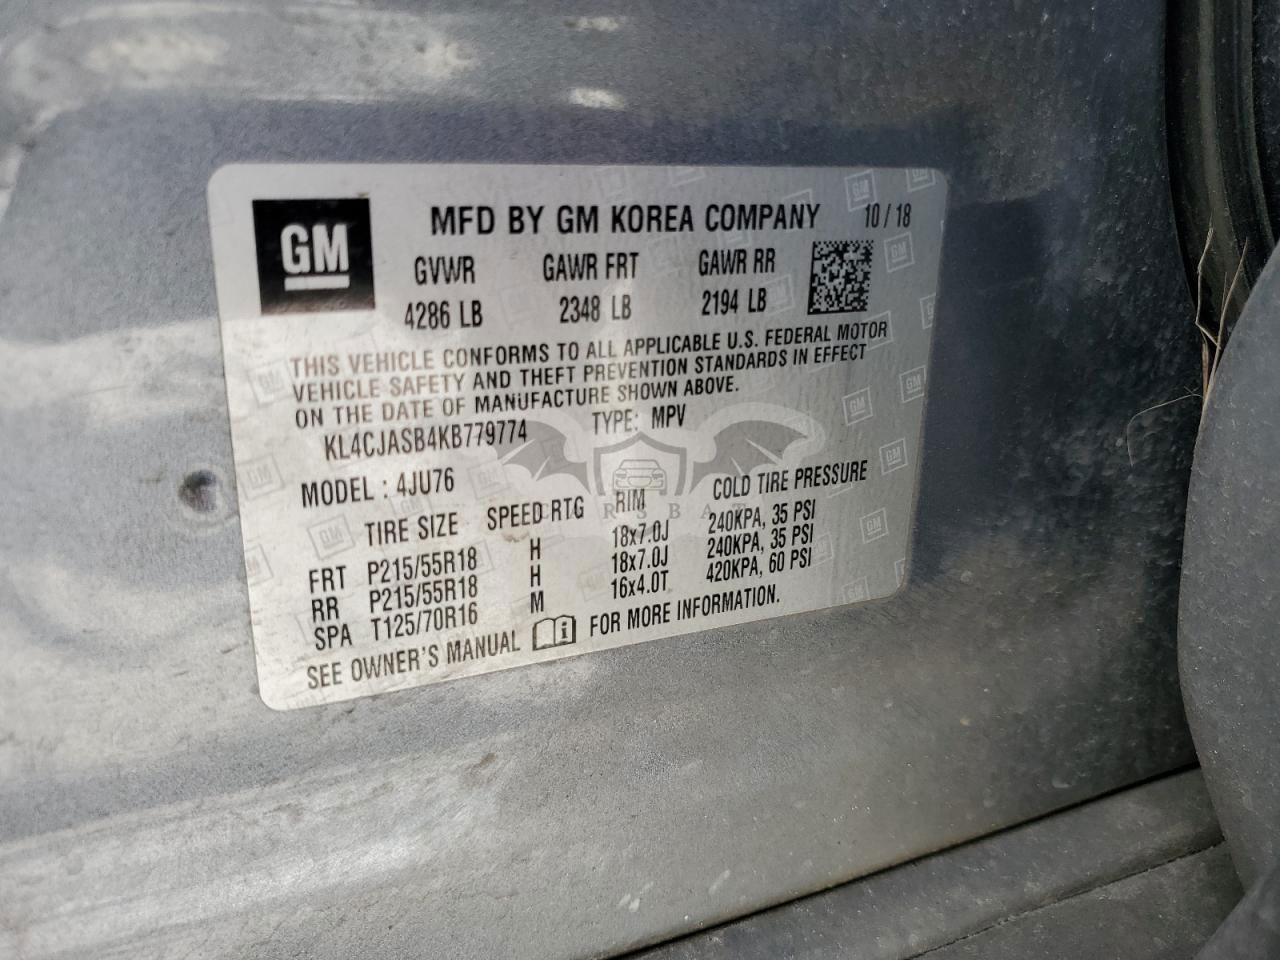 GM
MFD BY GM KOREA COMPANY 10 / 18
GVWR GAWR FRT GAWR RR
4286 LB 2348 LB 2194 LB
THIS VEHICLE CONFORMS TO ALL APPLICABLE U.S. FEDERAL MOTOR
VEHICLE SAFETY AND THEFT PREVENTION STANDARDS IN EFFECT
ON THE DATE OF MANUFACTURE SHOWN ABOVE.
KL4CJASB4KB779774 TYPE: MPV
MODEL : 4JU76
TIRE SIZE SPEED RTG RIM COLD TIRE PRESSURE
FRT P215/55R18 H 18x7.0J 240KPA, 35 PSI
RR P215/55R18 H 18x7.0J 240KPA, 35 PSI
SPA T125/70R16 M 16x4.0T 420KPA, 60 PSI
SEE OWNER'S MANUAL FOR MORE INFORMATION.